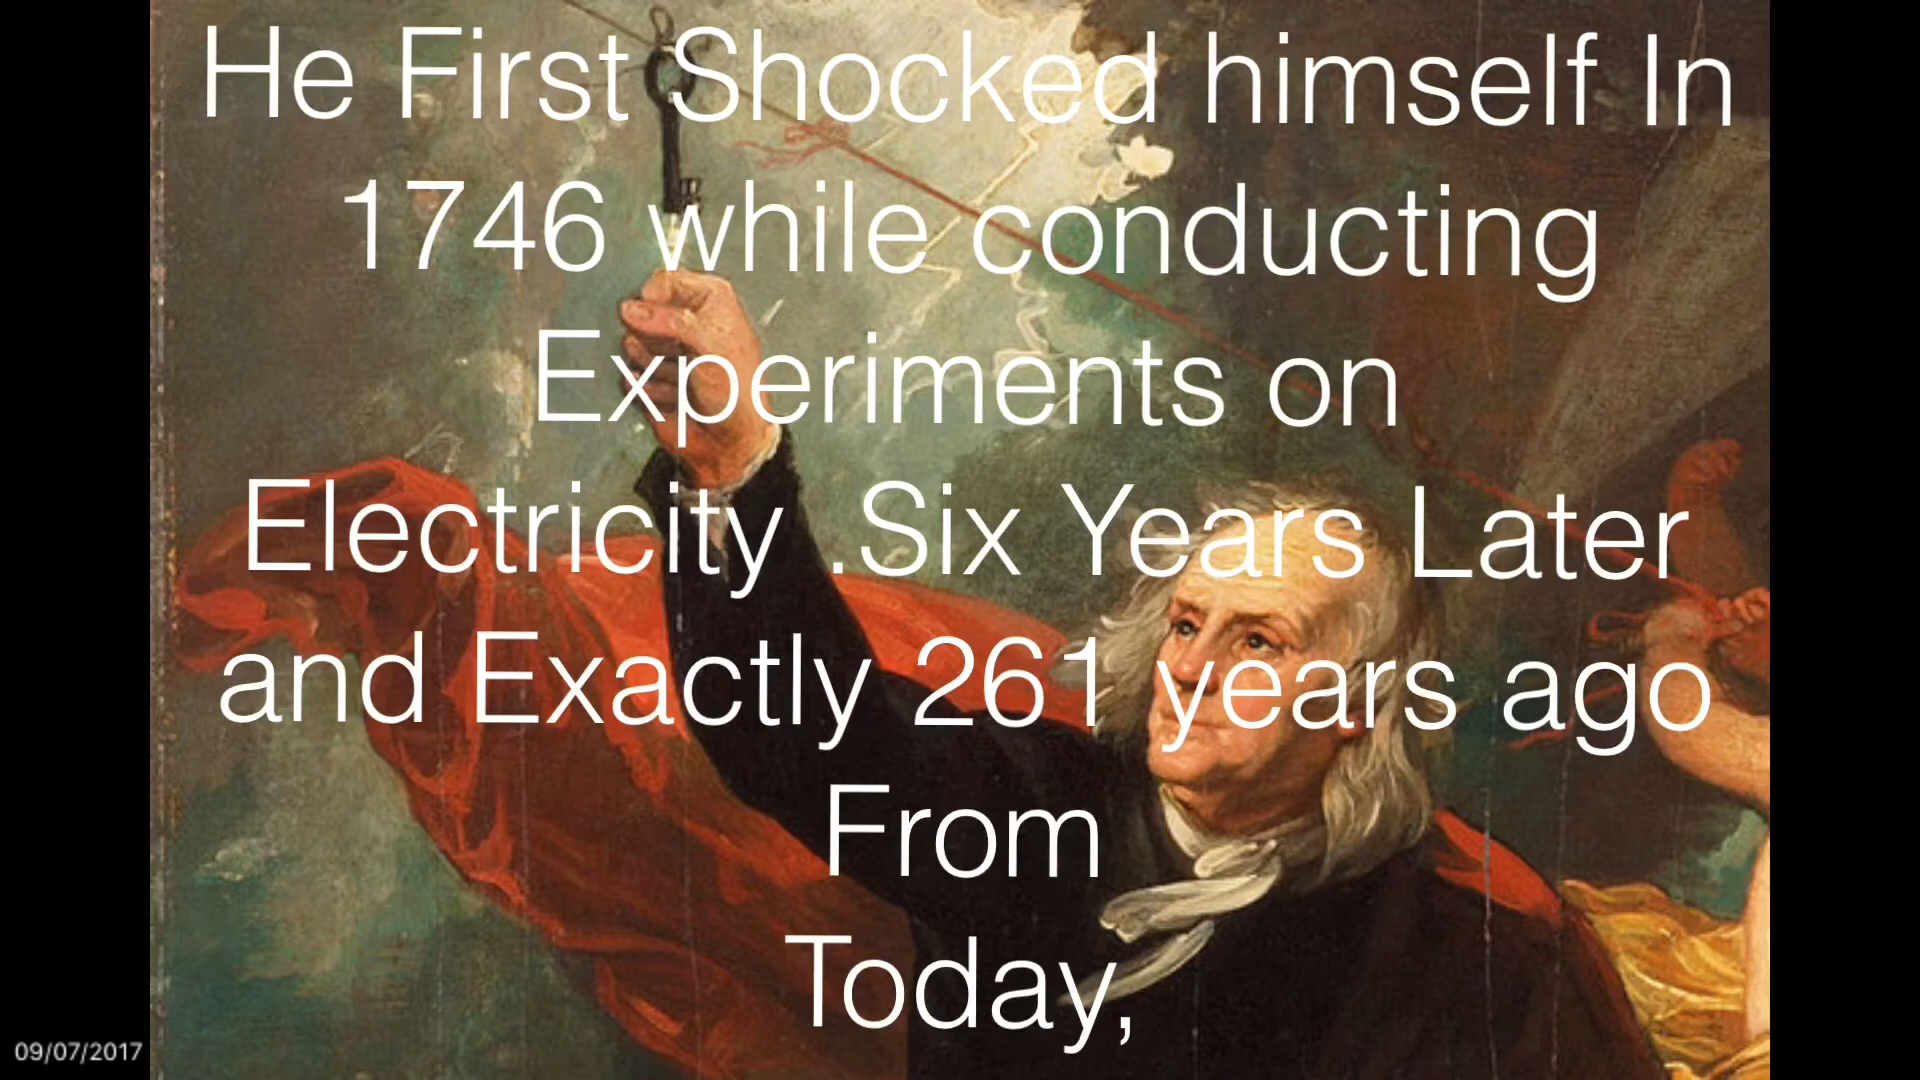 He First Shocked himself In
1746 while conducting
Experiments on
Electricity .Six Years Later
and Exactly 261 years ago
From
Today,
09/07/2017